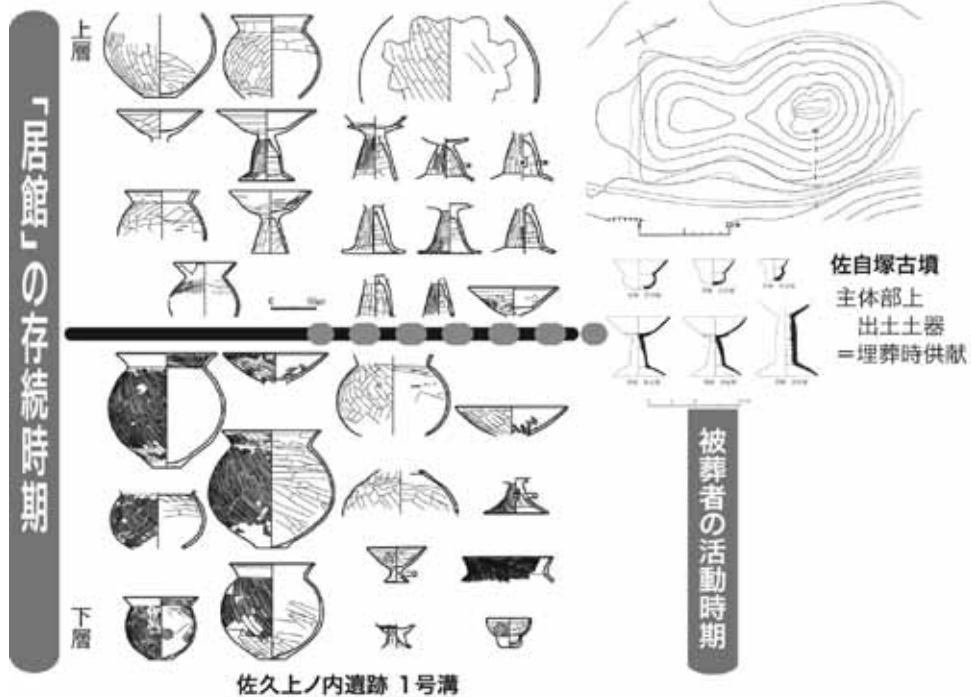 「居館」の存続時期
上層
下層
佐久上ノ内遺跡 1号溝
佐自塚古墳
主体部上
出土土器
＝埋葬時供献
被葬者の活動時期